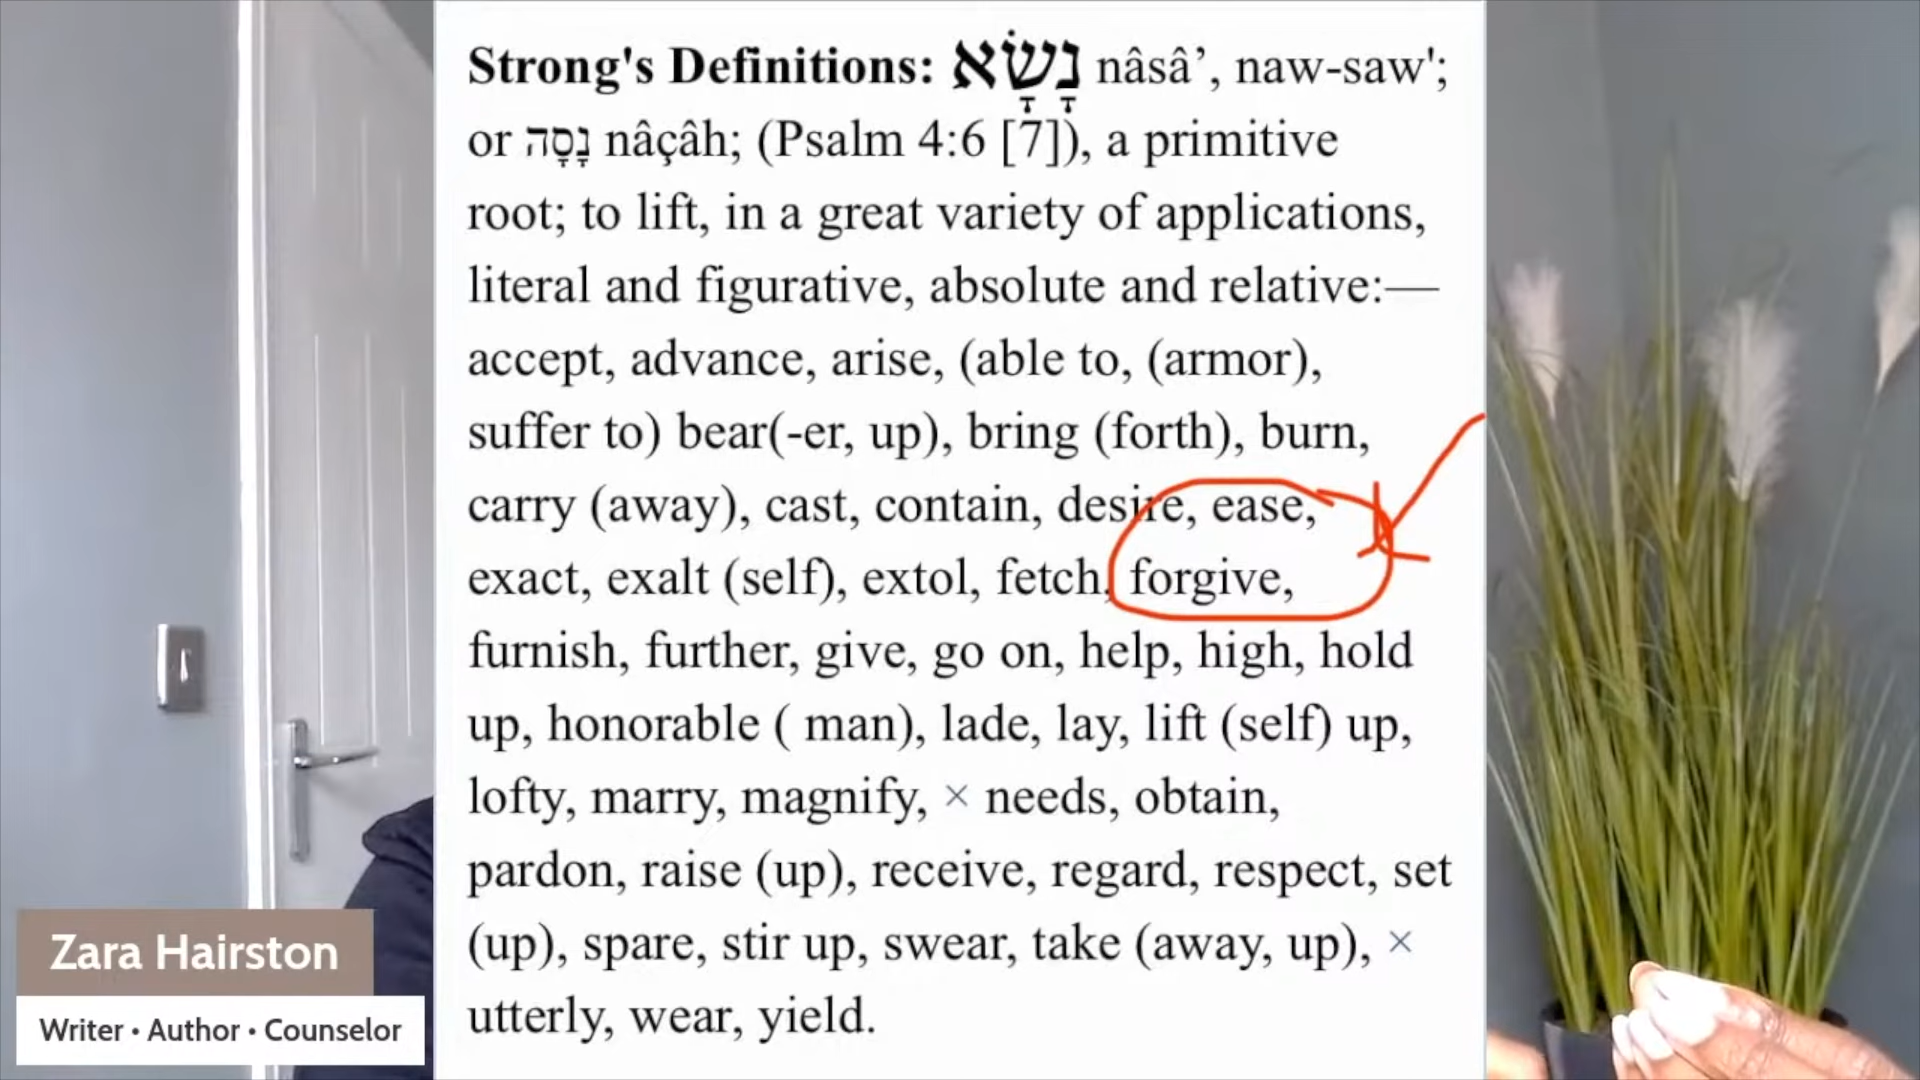 Strong's Definitions: נָשָׂא nâsâʼ, naw-saw';
or נָסָה nâçâh; (Psalm 4:6 [7]), a primitive
root; to lift, in a great variety of applications,
literal and figurative, absolute and relative:—
accept, advance, arise, (able to, (armor),
suffer to) bear(-er, up), bring (forth), burn,
carry (away), cast, contain, desire, ease,
exact, exalt (self), extol, fetch, forgive,
furnish, further, give, go on, help, high, hold
up, honorable ( man), lade, lay, lift (self) up,
lofty, marry, magnify, × needs, obtain,
pardon, raise (up), receive, regard, respect, set
(up), spare, stir up, swear, take (away, up), ×
utterly, wear, yield.
Zara Hairston
Writer • Author • Counselor